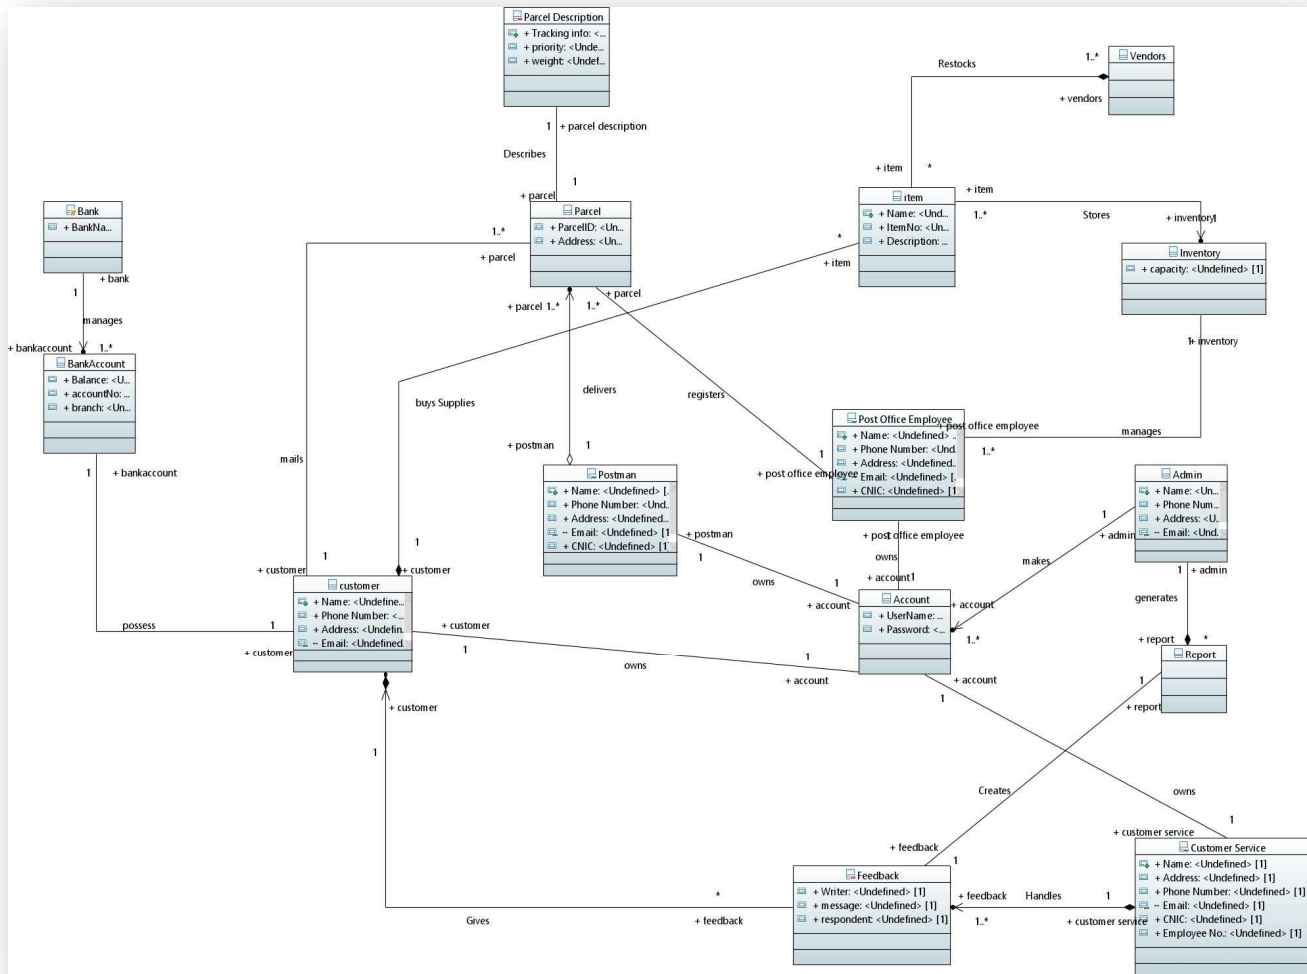 Parcel Description
+ Tracking info: <...
+ priority: <Unde...
+ weight: <Undef...
1 + parcel description
Describes
1
+ parcel
Restocks
1..*
+ vendors
Vendors
+ item
*
Bank
+ BankNa...
+ bank
1
manages
+ bankaccount
1..*
BankAccount
+ Balance: <U...
+ accountNo: ...
+ branch: <Un...
1
+ bankaccount
Parcel
+ ParcelID: <Un...
+ Address: <Un...
1..*
+ parcel
+ parcel 1..*
1..*
+ parcel
item
+ Name: <Und...
+ ItemNo: <Un...
+ Description: ...
*
+ item
+ item
1..*
Stores
+ inventory
1
Inventory
+ capacity: <Undefined> [1]
1
+ inventory
buys Supplies
delivers
registers
mails
+ postman
1
Postman
+ Name: <Undefined> [.
+ Phone Number: <Und...
+ Address: <Undefined...
~ Email: <Undefined> [1
+ CNIC: <Undefined> [1
+ postman
1
owns
1
+ account
Post Office Employee
+ Name: <Undefined> ..
+ Phone Number: <Und.
+ Address: <Undefined..
~ Email: <Undefined> [.
+ CNIC: <Undefined> [1
+ post office employee
1..*
manages
1
+ post office employee
+ post office employee
1
owns
+ account
1
Admin
+ Name: <Un...
+ Phone Num...
+ Address: <U..
~ Email: <Und.
1
+ admin
makes
+ account
1..*
1
+ admin
generates
+ report
*
Report
1
+ report
Account
+ UserName: ...
+ Password: <...
+ account
1
1
+ customer
1
+ customer
customer
+ Name: <Undefine...
+ Phone Number: <...
+ Address: <Undefin.
~ Email: <Undefined.
possess
1
+ customer
+ customer
1
owns
1
+ account
+ customer
1
Creates
owns
1
+ customer service
+ feedback
1
Feedback
+ Writer: <Undefined> [1]
+ message: <Undefined> [1]
+ respondent: <Undefined> [1]
*
Gives
+ feedback
+ feedback
Handles
1
1..*
+ customer service
Customer Service
+ Name: <Undefined> [1]
+ Address: <Undefined> [1]
+ Phone Number: <Undefined> [1]
~ Email: <Undefined> [1]
+ CNIC: <Undefined> [1]
+ Employee No.: <Undefined> [1]